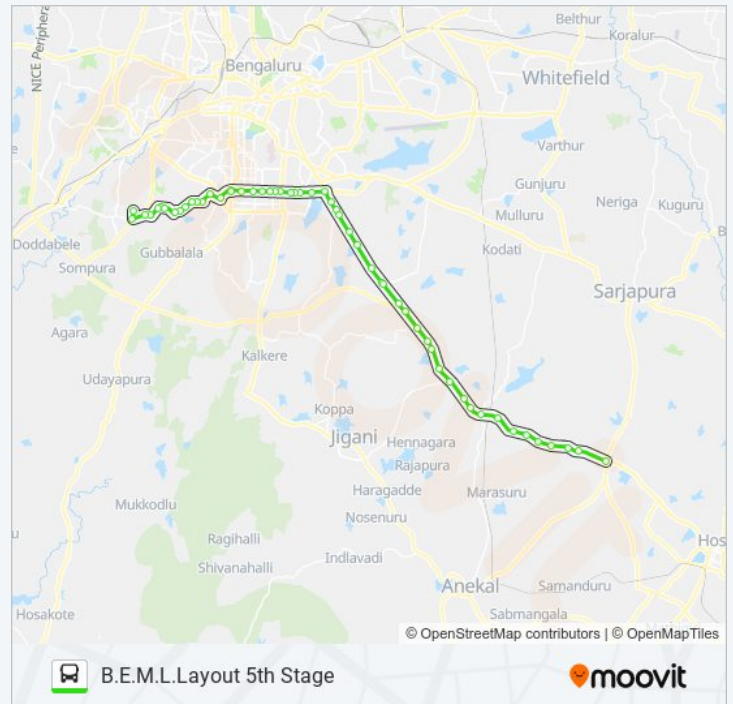 Belthur
Koralur
NICE Periphera
Bengaluru
Whitefield
Varthur
Gunjuru
Neriga
Kuguru
Mulluru
Doddabele
Gubbalala
Kodati
Sompura
Sarjapura
Agara
Kalkere
Udayapura
Koppa
Jigani
Hennagara
Rajapura
Haragadde
Marasuru
Mukkodlu
Nosenuru
Hos
Ragihalli
Indlavadi
Shivanahalli
Anekal
Samanduru
Hosakote
Sabmangala
© OpenStreetMap contributors | © OpenMapTiles
B.E.M.L.Layout 5th Stage
moovit